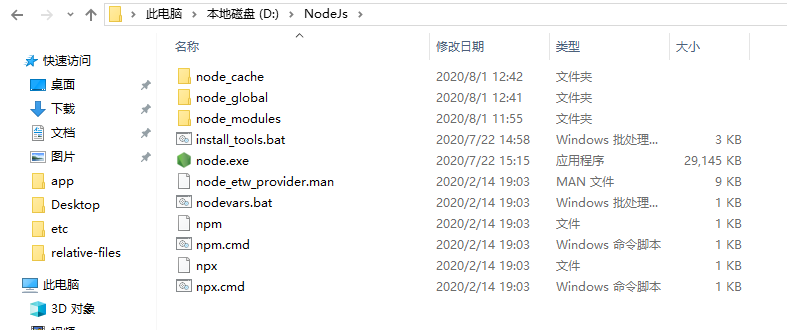 此电脑 本地磁盘 (D:) NodeJs
名称 修改日期 类型 大小
快速访问
桌面
下载
文档
图片
app
Desktop
etc
relative-files
此电脑
3D 对象
node_cache 2020/8/1 12:42 文件夹
node_global 2020/8/1 12:41 文件夹
node_modules 2020/8/1 11:55 文件夹
install_tools.bat 2020/7/22 14:58 Windows 批处理... 3 KB
node.exe 2020/7/22 15:15 应用程序 29,145 KB
node_etw_provider.man 2020/2/14 19:03 MAN 文件 9 KB
nodevars.bat 2020/2/14 19:03 Windows 批处理... 1 KB
npm 2020/2/14 19:03 文件 1 KB
npm.cmd 2020/2/14 19:03 Windows 命令脚本 1 KB
npx 2020/2/14 19:03 文件 1 KB
npx.cmd 2020/2/14 19:03 Windows 命令脚本 1 KB